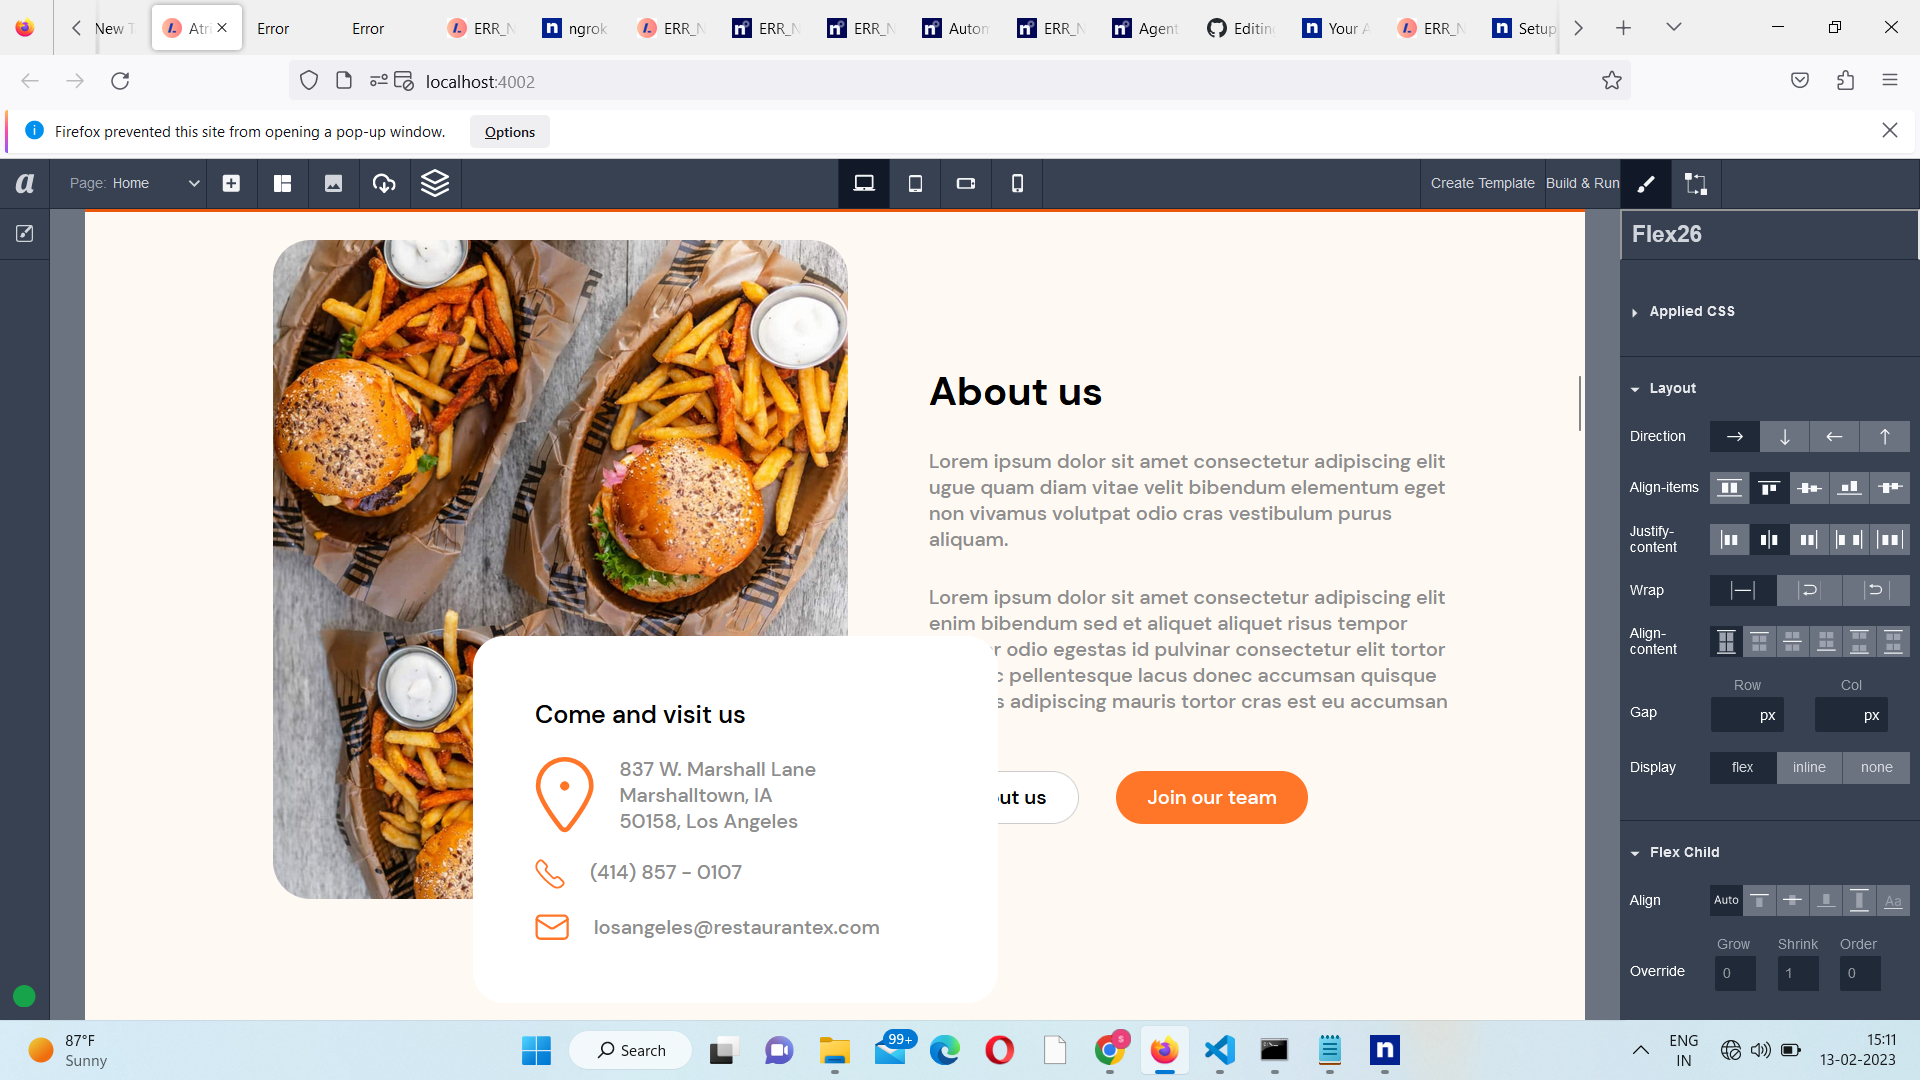 New T
Atri
Error
Error
ERR_N
ngrok
ERR_N
ERR_N
ERR_N
Autom
ERR_N
Agent
Editing
Your A
ERR_N
Setup
localhost:4002
Firefox prevented this site from opening a pop-up window.
Options
a
Page: Home
Create Template
Build & Run
Flex26
Applied CSS
Layout
Direction
Align-items
Justify-
content
Wrap
Align-
content
Row
Col
Gap
px
px
Display
flex
inline
none
Flex Child
Align
Auto
Aa
Grow
Shrink
Order
Override
0
1
0
About us
Lorem ipsum dolor sit amet consectetur adipiscing elit
ugue quam diam vitae velit bibendum elementum eget
non vivamus volutpat odio cras vestibulum purus
aliquam.
Lorem ipsum dolor sit amet consectetur adipiscing elit
enim bibendum sed et aliquet aliquet risus tempor
r odio egestas id pulvinar consectetur elit tortor
c pellentesque lacus donec accumsan quisque
s adipiscing mauris tortor cras est eu accumsan
out us
Join our team
Come and visit us
837 W. Marshall Lane
Marshalltown, IA
50158, Los Angeles
(414) 857 - 0107
losangeles@restaurantex.com
87°F
Sunny
Search
99+
S
n
ENG
IN
15:11
13-02-2023